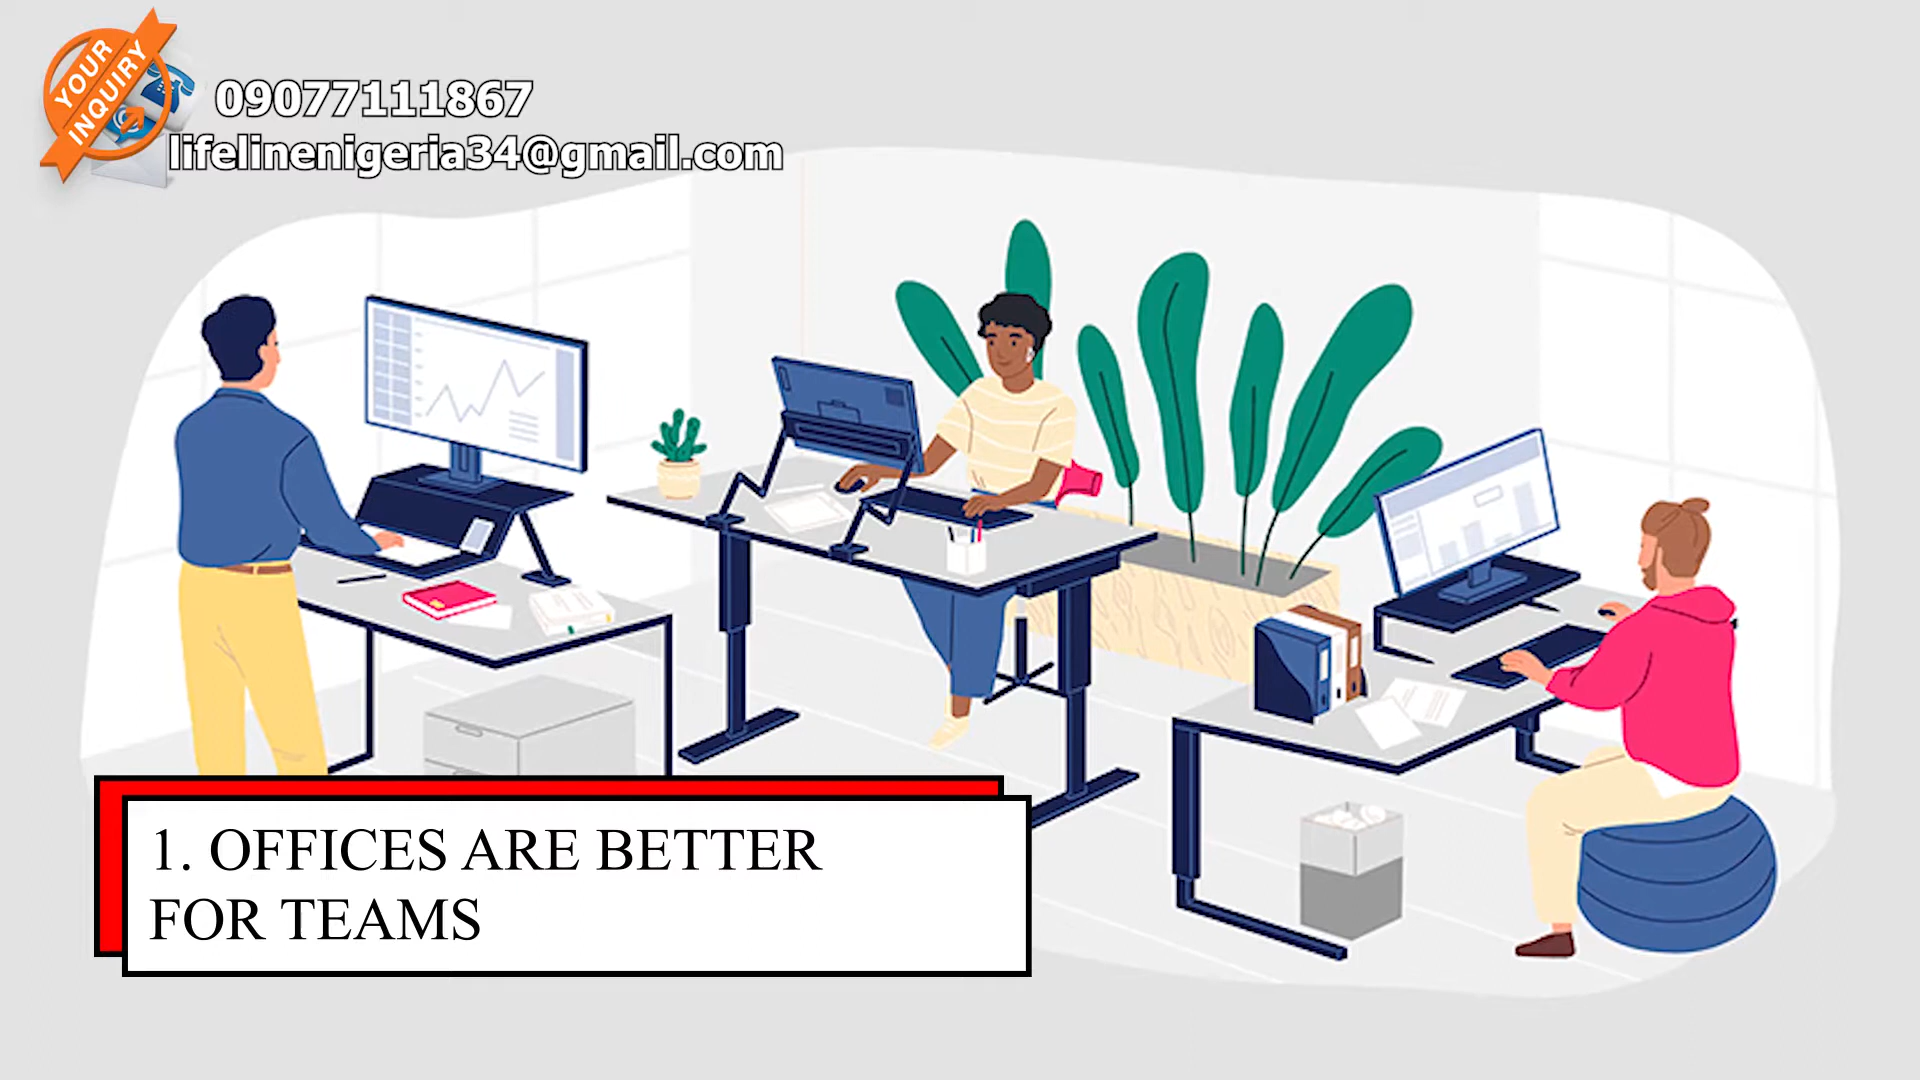 YOUR
INQUIRY
09077111867
lifelinenigeria34@gmail.com
1. OFFICES ARE BETTER
FOR TEAMS